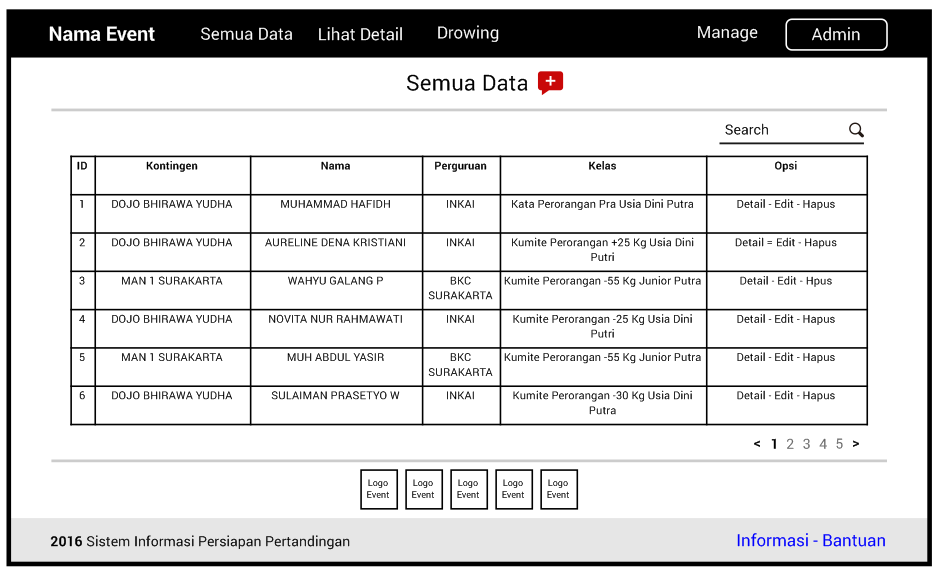 Nama Event Semua Data Lihat Detail Drowing Manage Admin
Semua Data +
Search
ID Kontingen Nama Perguruan Kelas Opsi
1 DOJO BHIRAWA YUDHA MUHAMMAD HAFIDH INKAI Kata Perorangan Pra Usia Dini Putra Detail - Edit - Hapus
2 DOJO BHIRAWA YUDHA AURELINE DENA KRISTIANI INKAI Kumite Perorangan +25 Kg Usia Dini Detail = Edit - Hapus
Putri
3 MAN 1 SURAKARTA WAHYU GALANG P BKC Kumite Perorangan -55 Kg Junior Putra Detail - Edit - Hpus
SURAKARTA
4 DOJO BHIRAWA YUDHA NOVITA NUR RAHMAWATI INKAI Kumite Perorangan -25 Kg Usia Dini Detail - Edit - Hapus
Putri
5 MAN 1 SURAKARTA MUH ABDUL YASIR BKC Kumite Perorangan -55 Kg Junior Putra Detail - Edit - Hapus
SURAKARTA
6 DOJO BHIRAWA YUDHA SULAIMAN PRASETYO W INKAI Kumite Perorangan -30 Kg Usia Dini Detail - Edit - Hapus
Putra
< 1 2 3 4 5 >
Logo Logo Logo Logo Logo
Event Event Event Event Event
2016 Sistem Informasi Persiapan Pertandingan Informasi - Bantuan